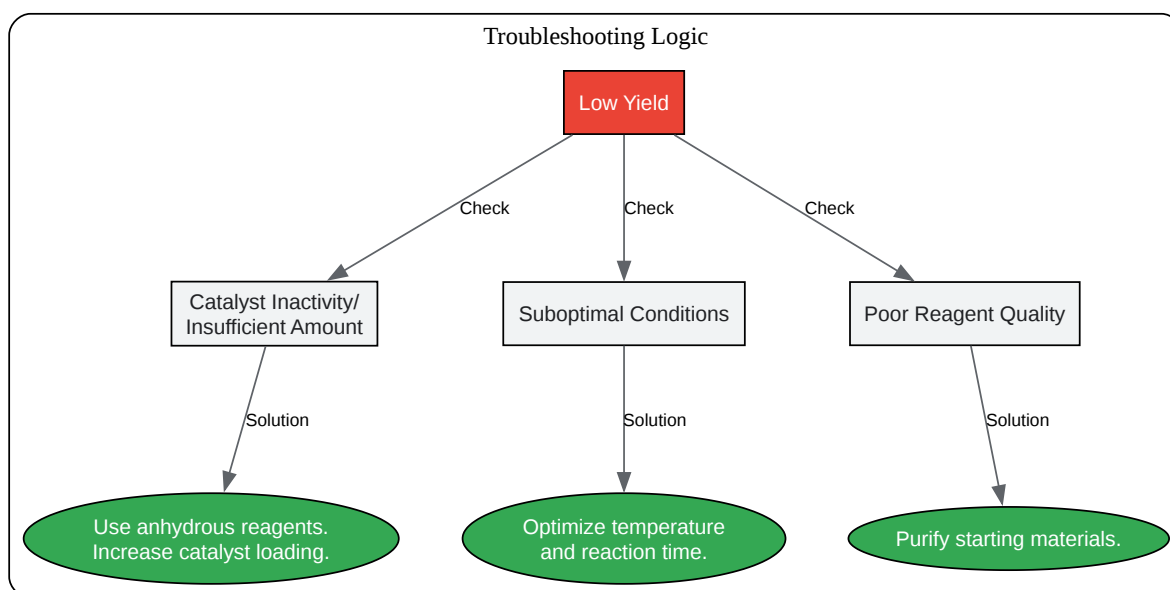 Troubleshooting Logic
Low Yield
Check
Check
Check
Catalyst Inactivity/
Insufficient Amount
Suboptimal Conditions
Poor Reagent Quality
Solution
Solution
Solution
Use anhydrous reagents.
Increase catalyst loading.
Optimize temperature
and reaction time.
Purify starting materials.